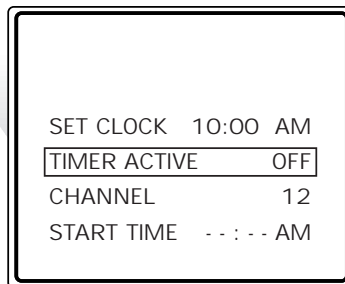 SET CLOCK 10:00 AM
TIMER ACTIVE OFF
CHANNEL 12
START TIME - - : - - AM